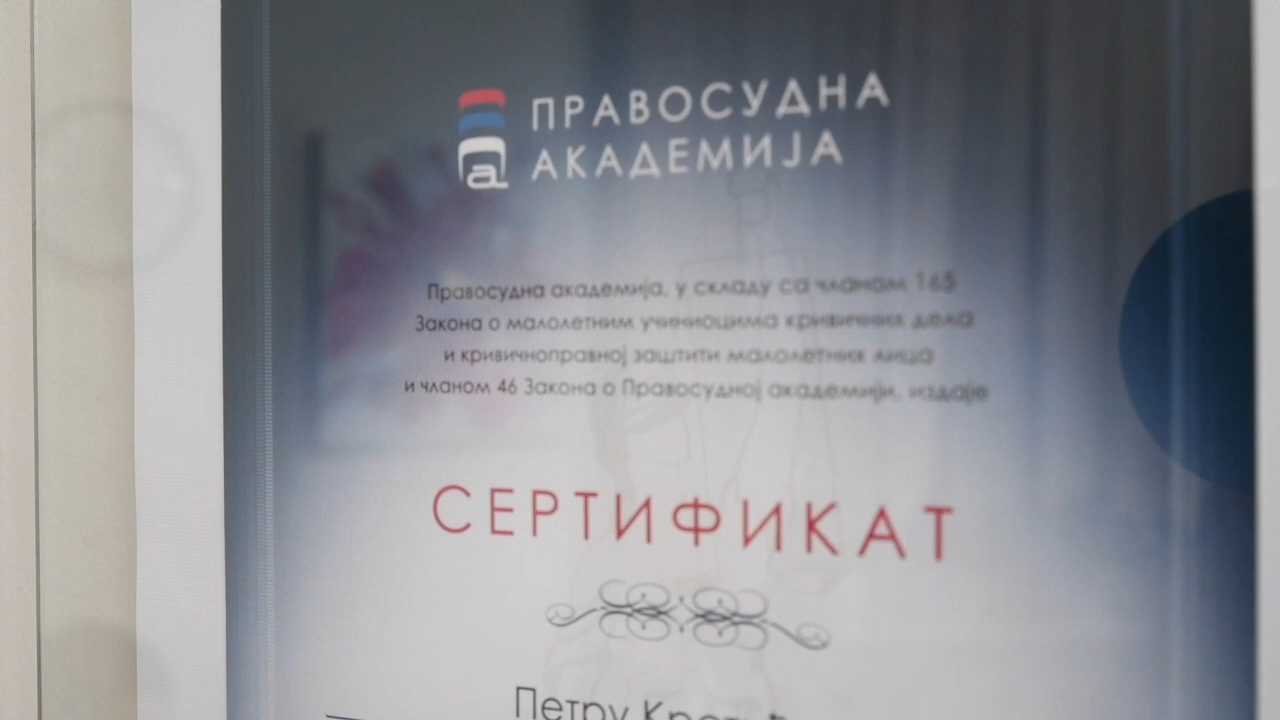 ПРАВОСУДНА
АКАДЕМИЈА
Правосудна академија, у складу са чланом 165
Закона о малолетним учиниоцима кривичних дела
и кривичноправној заштити малолетних лица
и чланом 46 Закона о Правосудној академији, издаје
СЕРТИФИКАТ
Петру